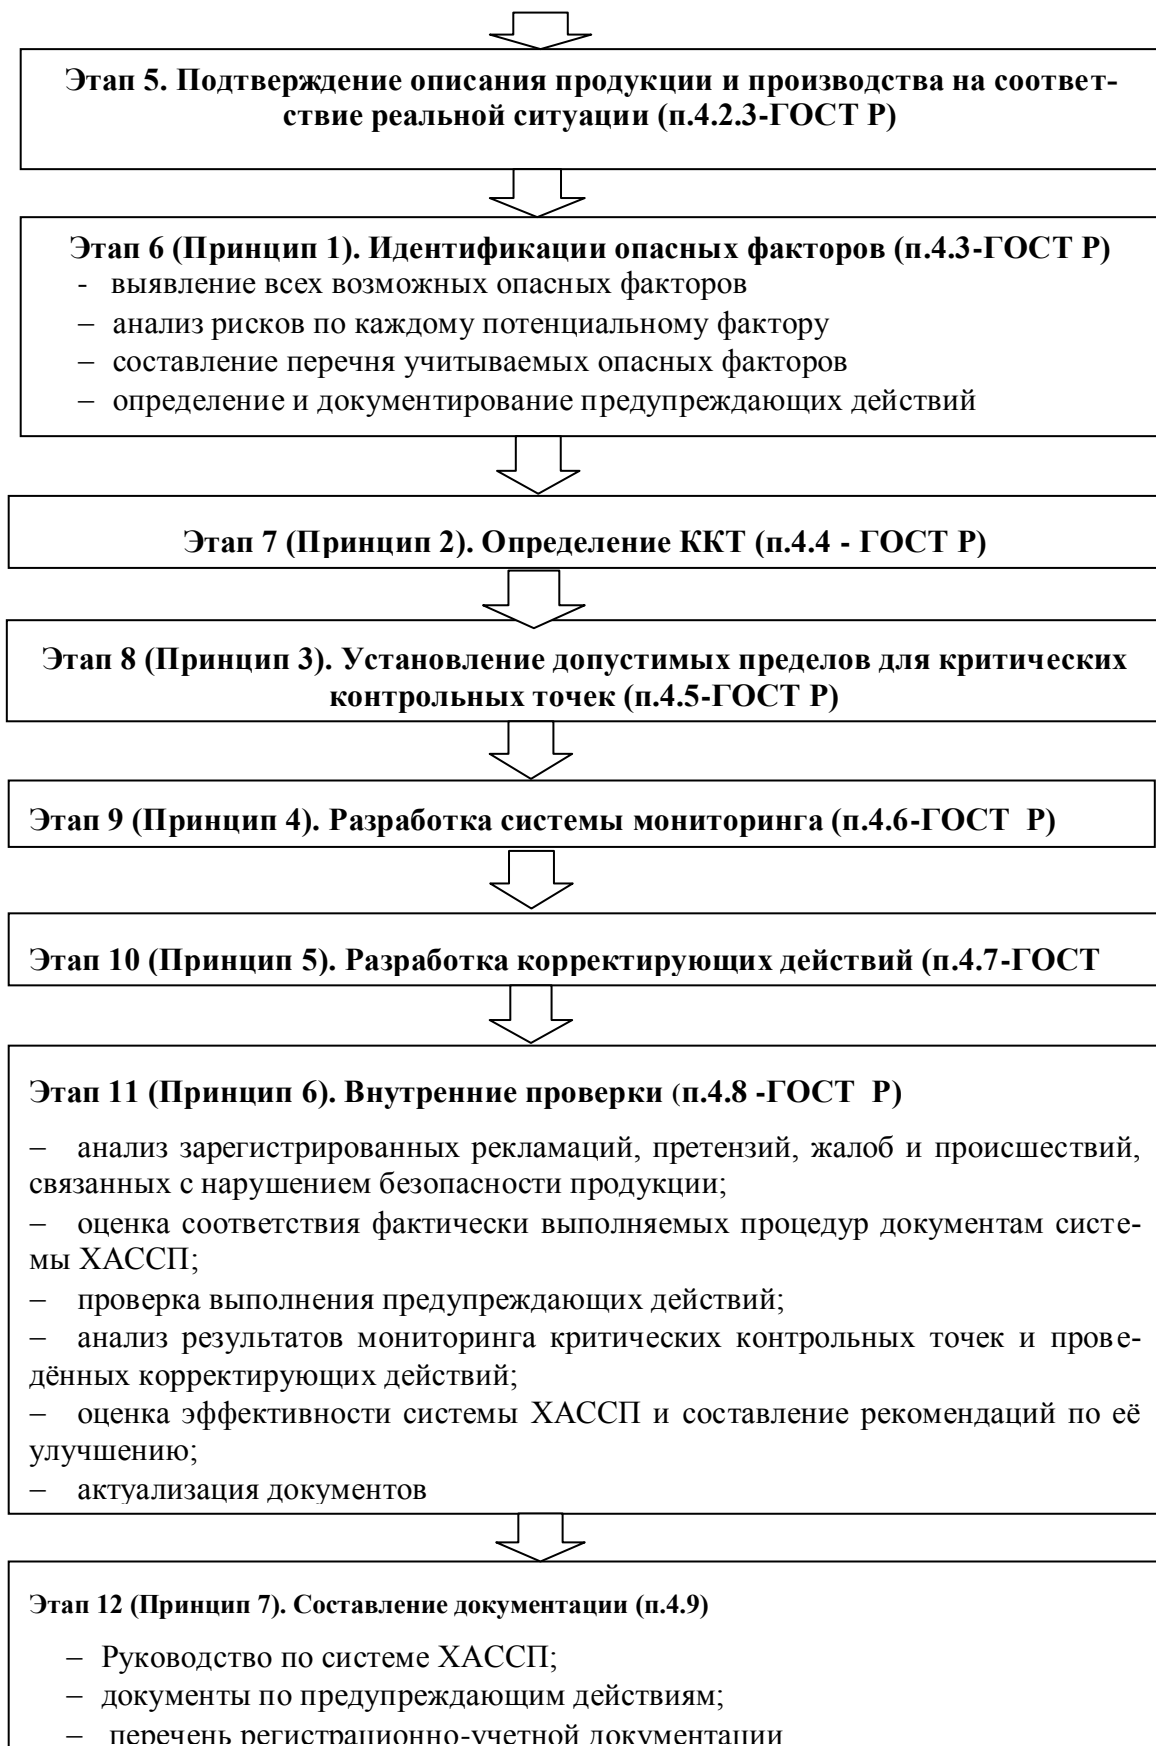 Этап 5. Подтверждение описания продукции и производства на соответ-
ствие реальной ситуации (п.4.2.3-ГОСТ Р)
Этап 6 (Принцип 1). Идентификации опасных факторов (п.4.3-ГОСТ Р)
- выявление всех возможных опасных факторов
– анализ рисков по каждому потенциальному фактору
– составление перечня учитываемых опасных факторов
– определение и документирование предупреждающих действий
Этап 7 (Принцип 2). Определение ККТ (п.4.4 - ГОСТ Р)
Этап 8 (Принцип 3). Установление допустимых пределов для критических
контрольных точек (п.4.5-ГОСТ Р)
Этап 9 (Принцип 4). Разработка системы мониторинга (п.4.6-ГОСТ Р)
Этап 10 (Принцип 5). Разработка корректирующих действий (п.4.7-ГОСТ
Этап 11 (Принцип 6). Внутренние проверки (п.4.8 -ГОСТ Р)
– анализ зарегистрированных рекламаций, претензий, жалоб и происшествий,
связанных с нарушением безопасности продукции;
– оценка соответствия фактически выполняемых процедур документам систе-
мы ХАССП;
– проверка выполнения предупреждающих действий;
– анализ результатов мониторинга критических контрольных точек и прове-
дённых корректирующих действий;
– оценка эффективности системы ХАССП и составление рекомендаций по её
улучшению;
– актуализация документов
Этап 12 (Принцип 7). Составление документации (п.4.9)
– Руководство по системе ХАССП;
– документы по предупреждающим действиям;
– перечень регистрационно-учетной документации